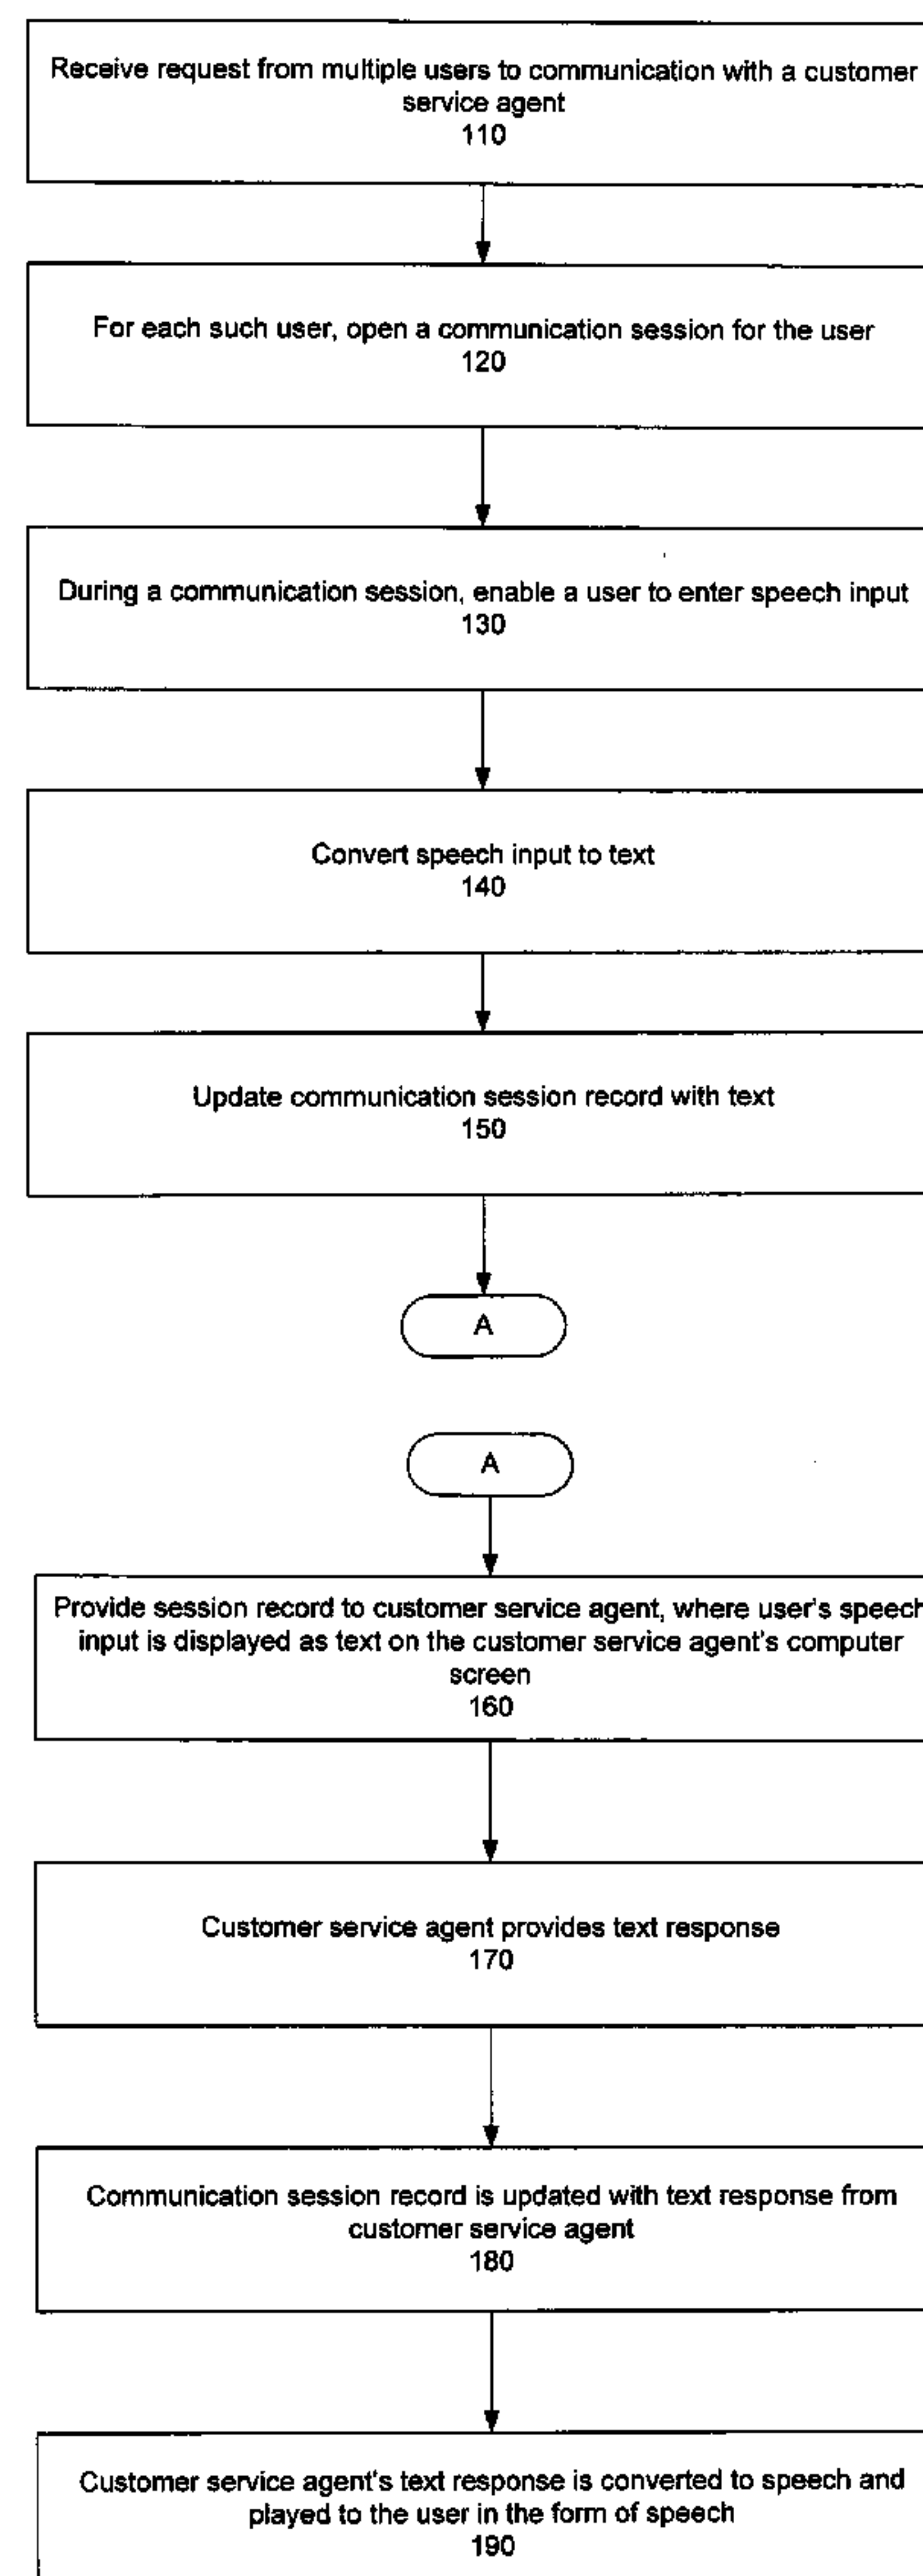 Receive request from multiple users to communication with a customer
service agent
110
For each such user, open a communication session for the user
120
During a communication session, enable a user to enter speech input
130
Convert speech input to text
140
Update communication session record with text
150
A
A
Provide session record to customer service agent, where user's speech
input is displayed as text on the customer service agent's computer
screen
160
Customer service agent provides text response
170
Communication session record is updated with text response from
customer service agent
180
Customer service agent's text response is converted to speech and
played to the user in the form of speech
190